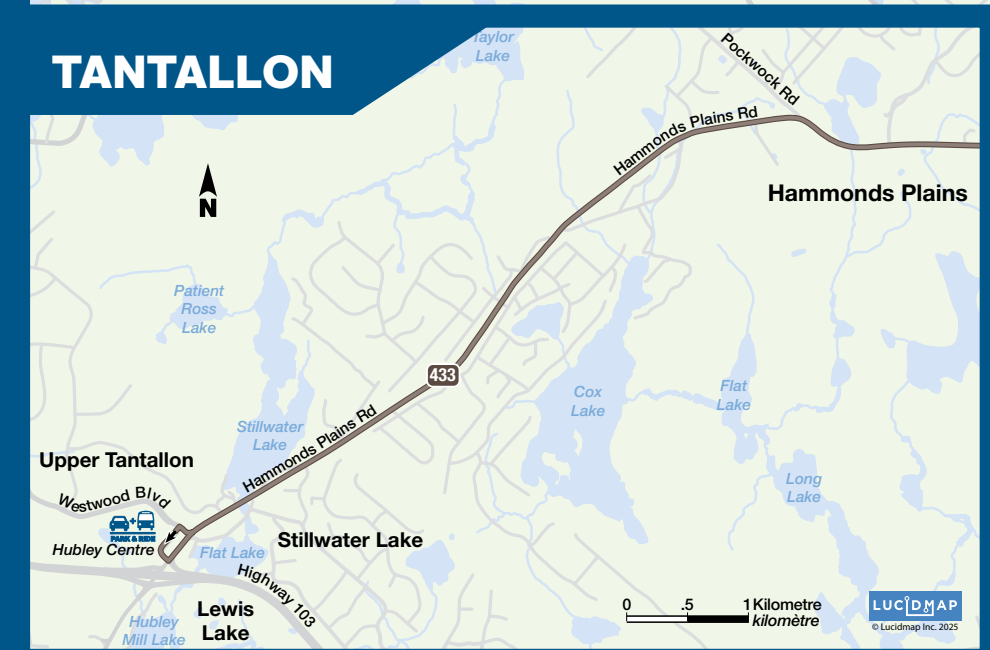 TANTALLON
Taylor
Lake
Pockwock Rd
Hammonds Plains Rd
Hammonds Plains
N
Patient
Ross
Lake
433
Cox
Lake
Flat
Lake
Stillwater
Lake
Hammonds Plains Rd
Upper Tantallon
Long
Lake
Westwood Blvd
+
PARK & RIDE
Hubley Centre
Flat Lake
Stillwater Lake
Highway 103
Lewis
Lake
Hubley
Mill Lake
0 .5 1 Kilometre
kilomètre
LUCIDMAP
© Lucidmap Inc. 2025